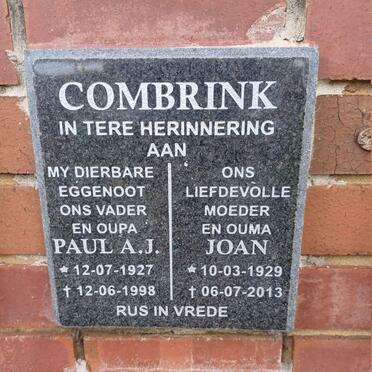 COMBRINK
IN TERE HERINNERING
AAN
MY DIERBARE
EGGENOOT
ONS VADER
EN OUPA
PAUL A.J.
* 12-07-1927
† 12-06-1998
ONS
LIEFDEVOLLE
MOEDER
EN OUMA
JOAN
* 10-03-1929
† 06-07-2013
RUS IN VREDE